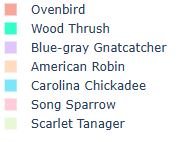 Ovenbird
Wood Thrush
Blue-gray Gnatcatcher
American Robin
Carolina Chickadee
Song Sparrow
Scarlet Tanager